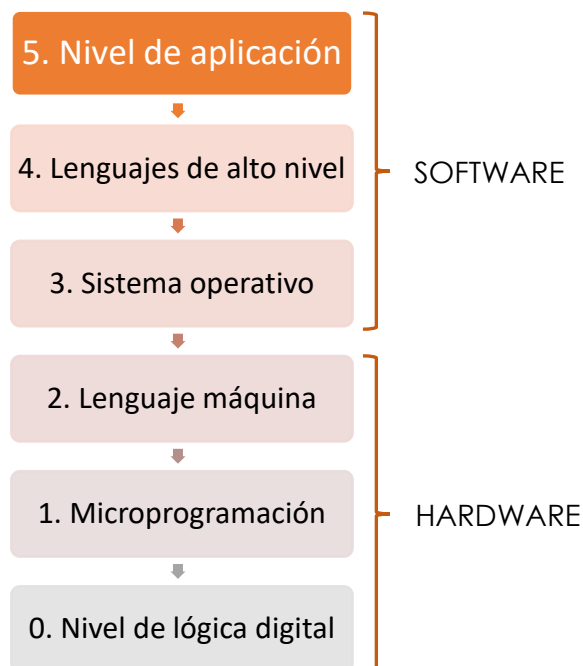 5. Nivel de aplicación
4. Lenguajes de alto nivel
SOFTWARE
3. Sistema operativo
2. Lenguaje máquina
1. Microprogramación
HARDWARE
0. Nivel de lógica digital